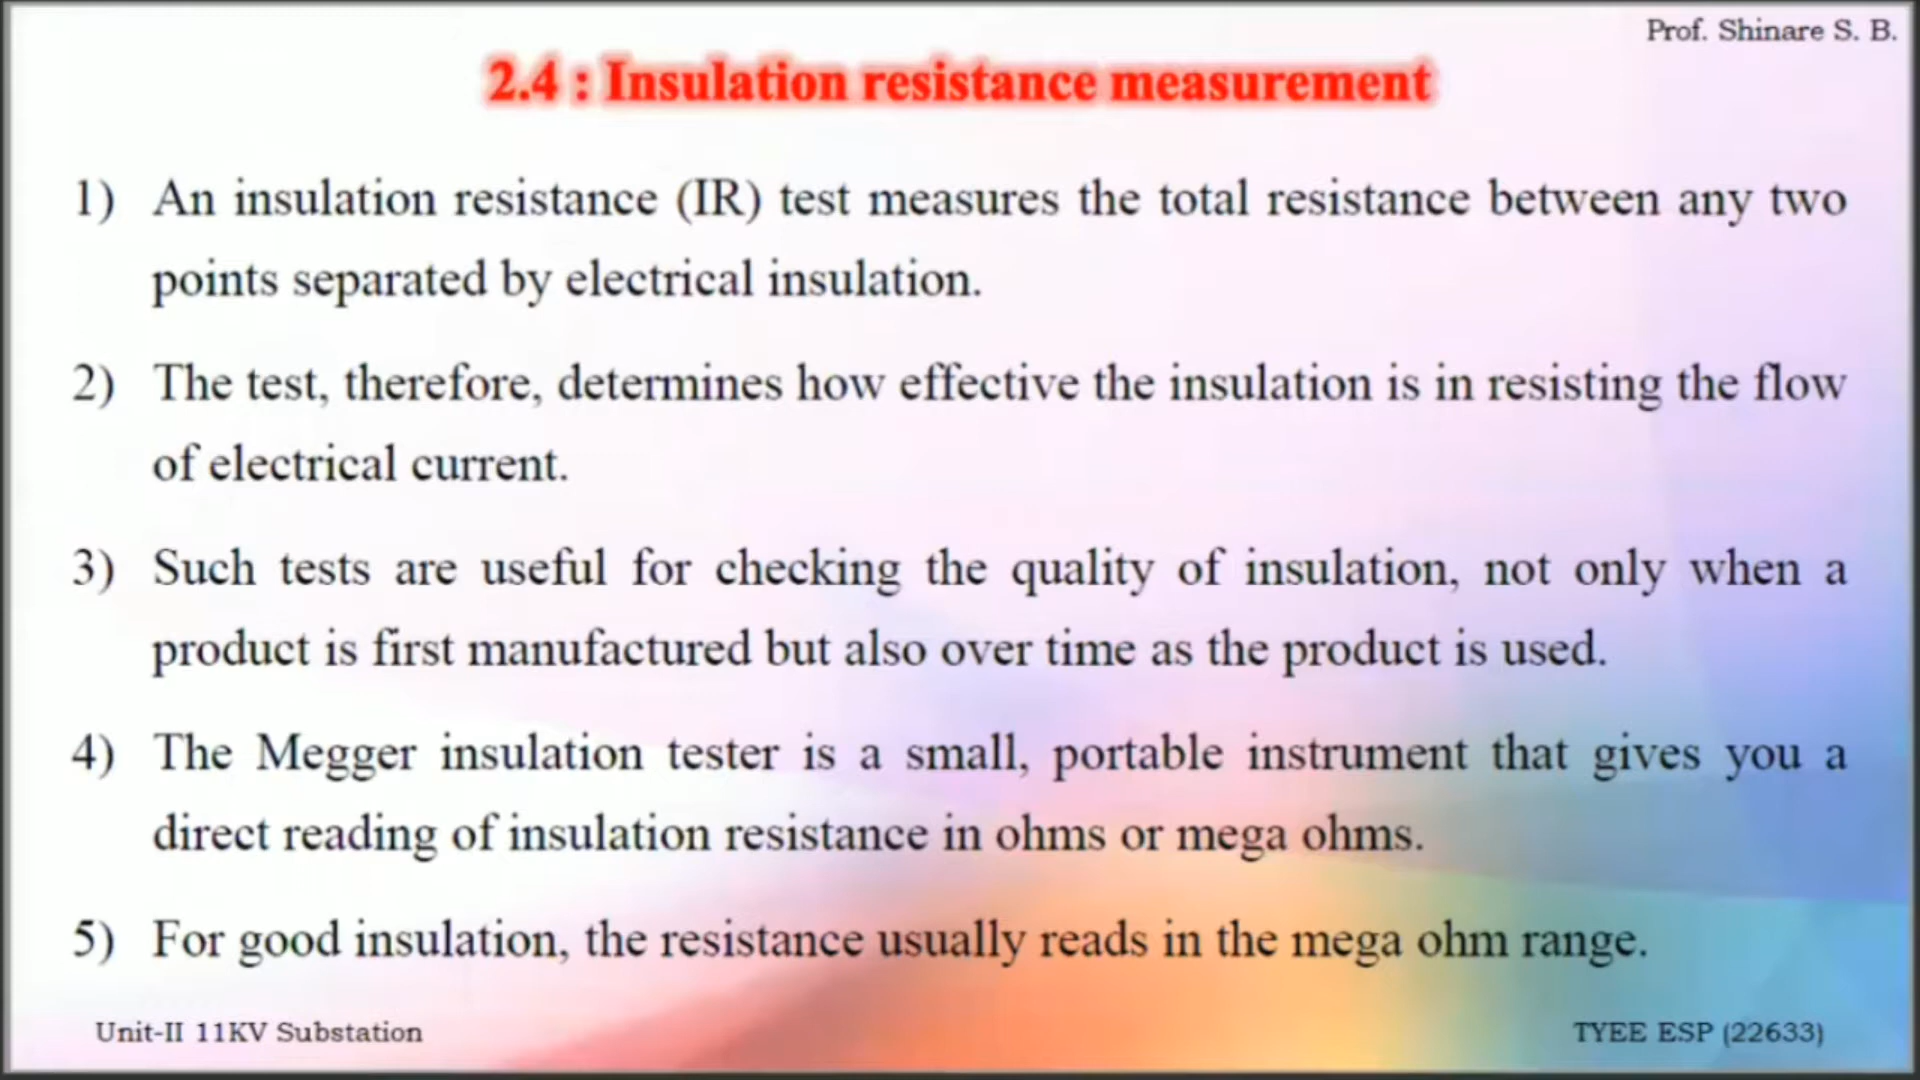 Prof. Shinare S. B.
2.4 : Insulation resistance measurement
1) An insulation resistance (IR) test measures the total resistance between any two
points separated by electrical insulation.
2) The test, therefore, determines how effective the insulation is in resisting the flow
of electrical current.
3) Such tests are useful for checking the quality of insulation, not only when a
product is first manufactured but also over time as the product is used.
4) The Megger insulation tester is a small, portable instrument that gives you a
direct reading of insulation resistance in ohms or mega ohms.
5) For good insulation, the resistance usually reads in the mega ohm range.
Unit-II 11KV Substation
TYEE ESP (22633)